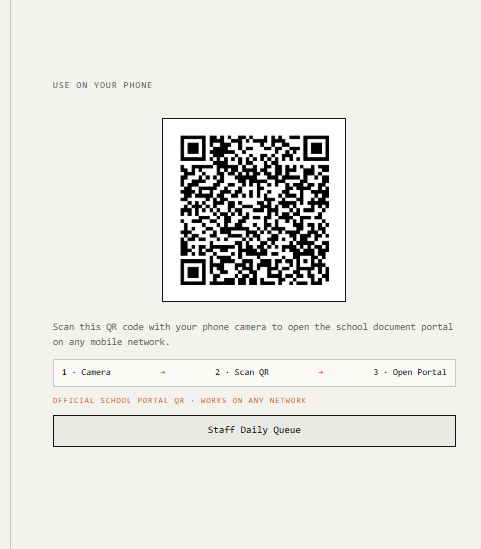 USE ON YOUR PHONE
Scan this QR code with your phone camera to open the school document portal
on any mobile network.
1 · Camera → 2 · Scan QR → 3 · Open Portal
OFFICIAL SCHOOL PORTAL QR · WORKS ON ANY NETWORK
Staff Daily Queue